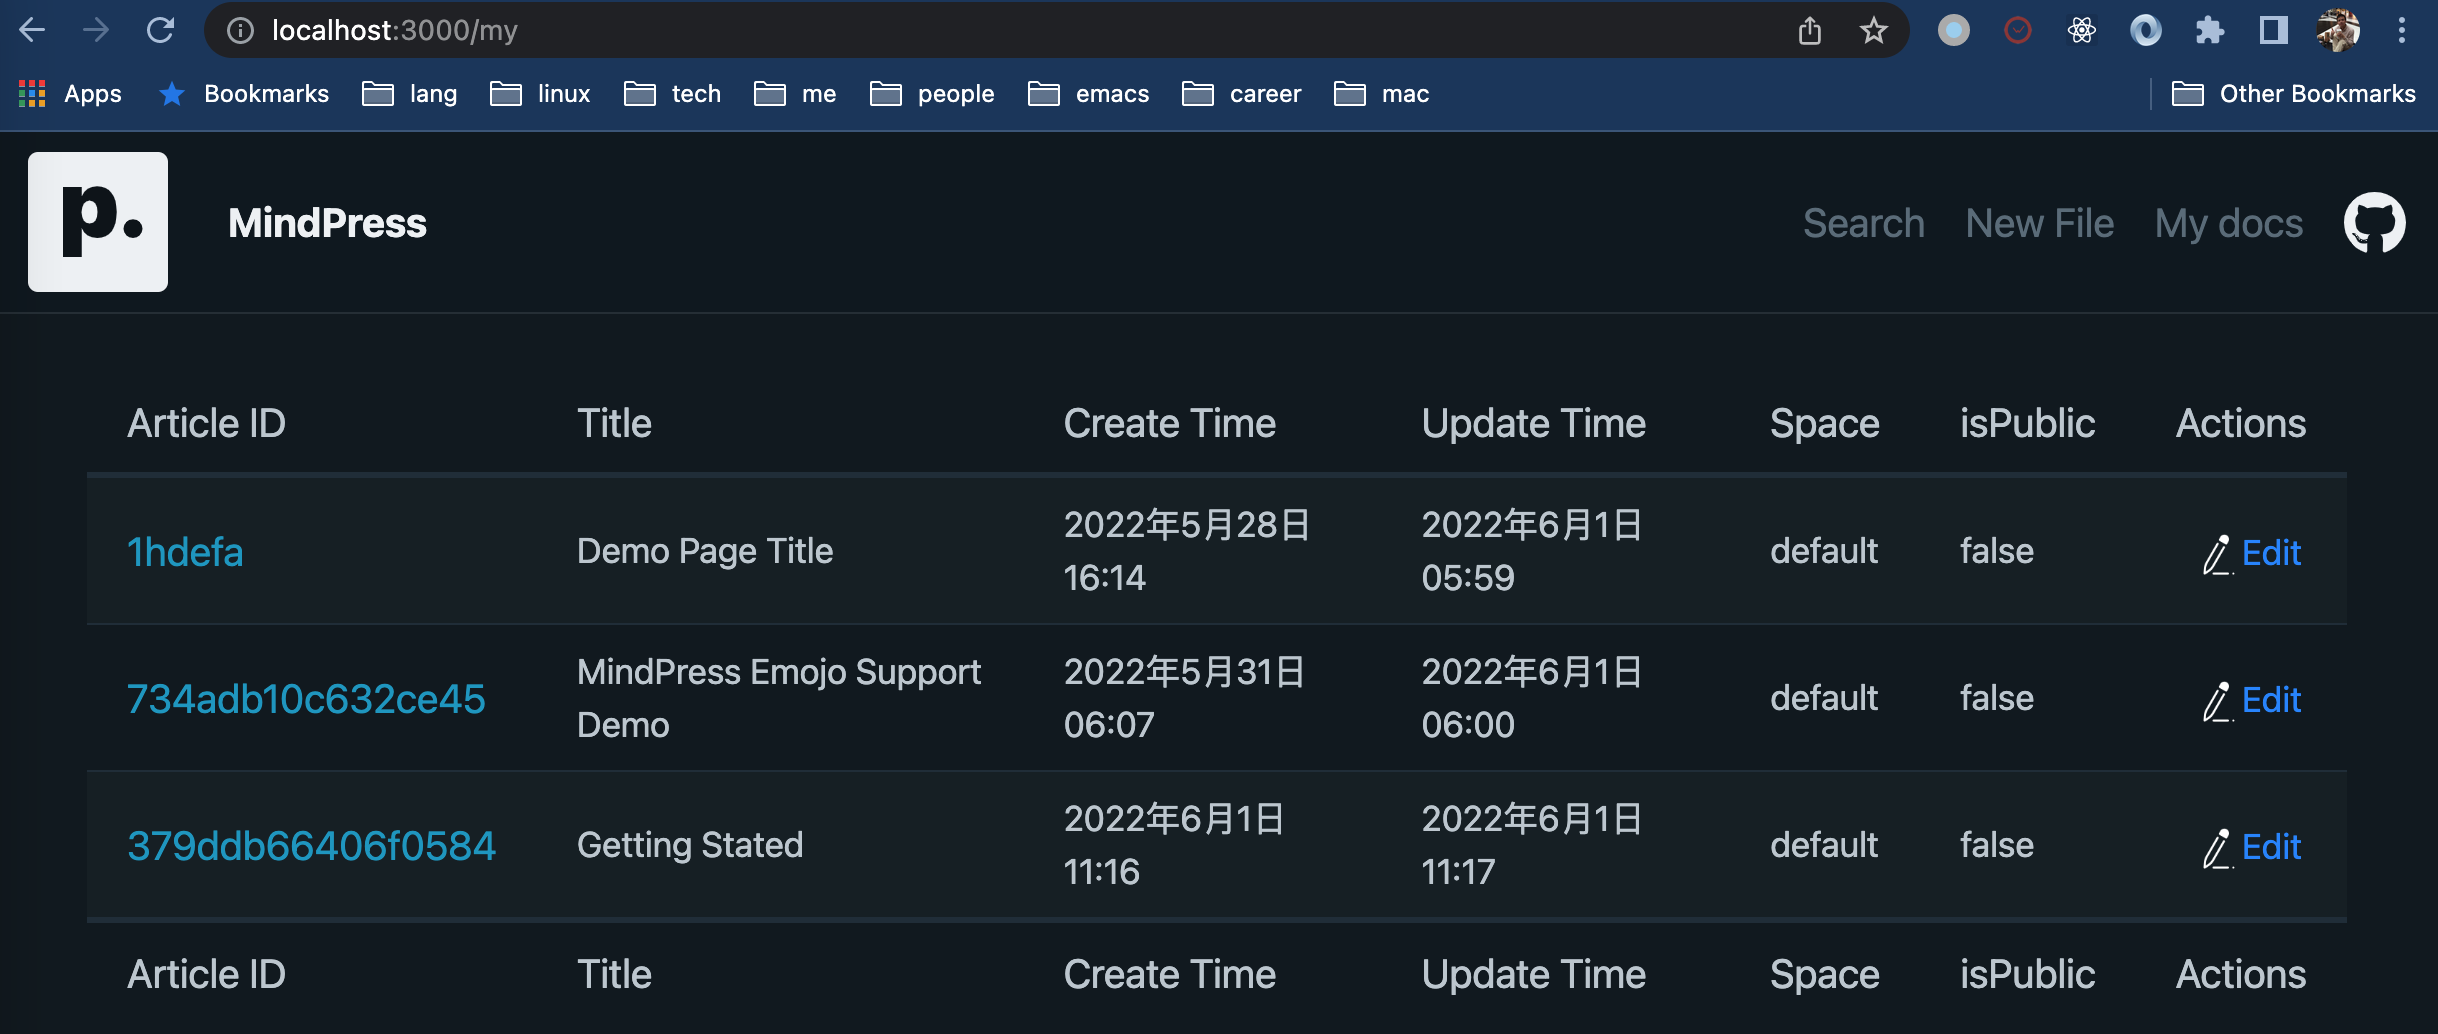 localhost:3000/my
Apps Bookmarks lang linux tech me people emacs career mac Other Bookmarks
p. MindPress Search New File My docs
Article ID Title Create Time Update Time Space isPublic Actions
1hdefa Demo Page Title 2022年5月28日 2022年6月1日 default false Edit
16:14 05:59
734adb10c632ce45 MindPress Emojo Support 2022年5月31日 2022年6月1日 default false Edit
Demo 06:07 06:00
379ddb66406f0584 Getting Stated 2022年6月1日 2022年6月1日 default false Edit
11:16 11:17
Article ID Title Create Time Update Time Space isPublic Actions